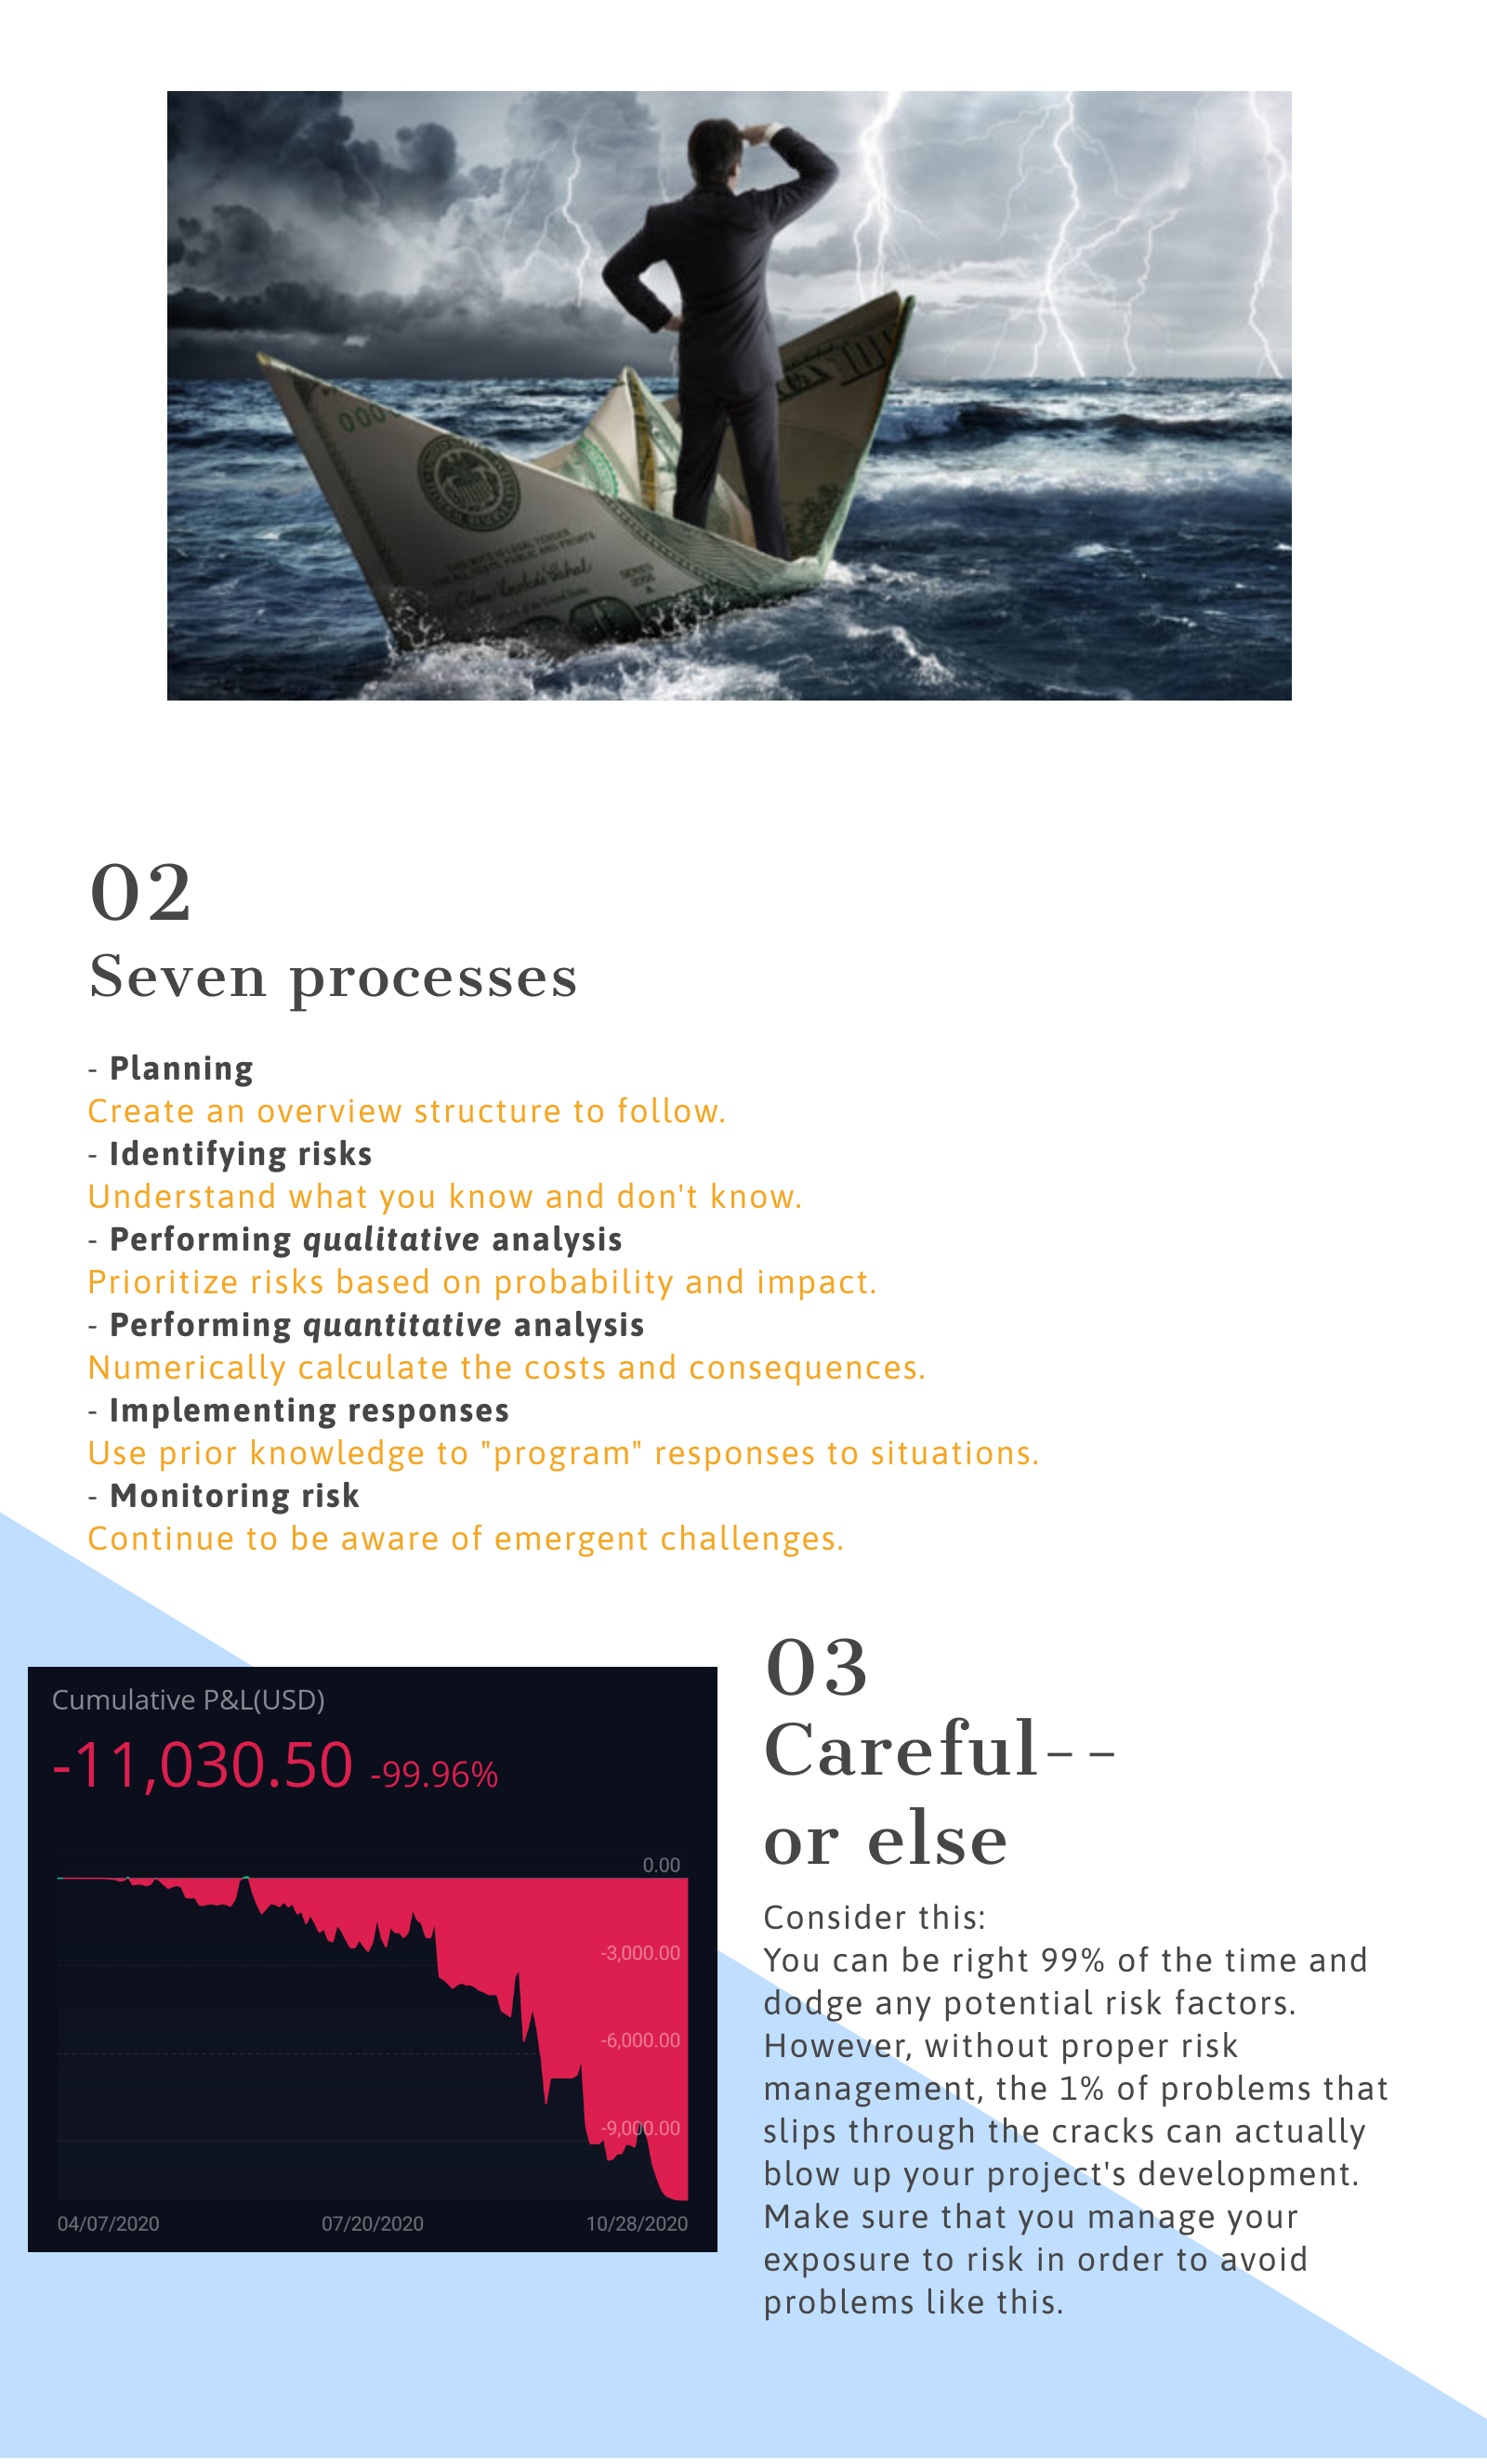 02
Seven processes
- Planning
Create an overview structure to follow.
- Identifying risks
Understand what you know and don't know.
- Performing qualitative analysis
Prioritize risks based on probability and impact.
- Performing quantitative analysis
Numerically calculate the costs and consequences.
- Implementing responses
Use prior knowledge to "program" responses to situations.
- Monitoring risk
Continue to be aware of emergent challenges.
Cumulative P&L(USD)
-11,030.50 -99.96%
0.00
-3,000.00
-6,000.00
-9,000.00
04/07/2020 07/20/2020 10/28/2020
03
Careful--
or else
Consider this:
You can be right 99% of the time and
dodge any potential risk factors.
However, without proper risk
management, the 1% of problems that
slips through the cracks can actually
blow up your project's development.
Make sure that you manage your
exposure to risk in order to avoid
problems like this.